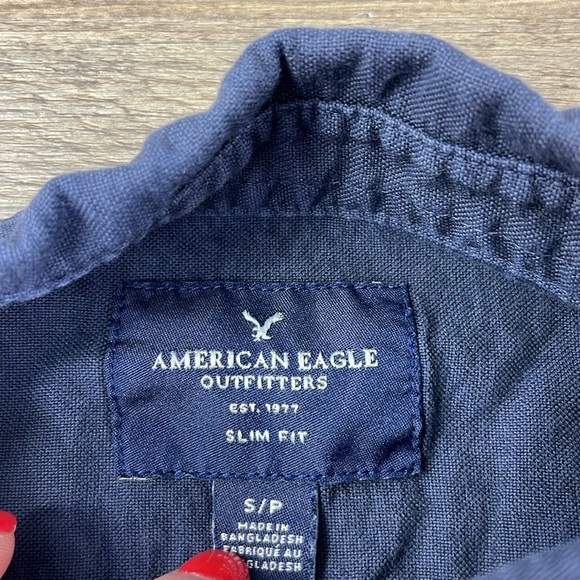 AMERICAN EAGLE
OUTFITTERS
EST. 1977
SLIM FIT
S/P
MADE IN
BANGLADESH
FABRIQUÉ AU